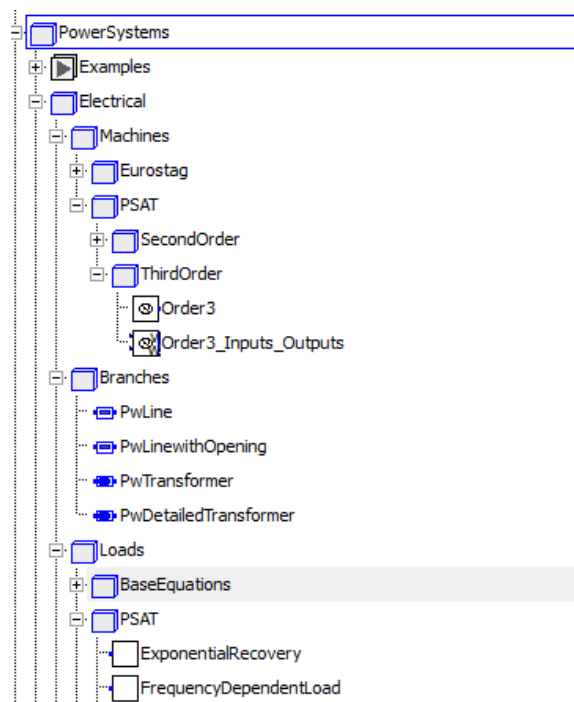 PowerSystems
Examples
Electrical
Machines
Eurostag
PSAT
SecondOrder
ThirdOrder
Order3
Order3_Inputs_Outputs
Branches
PwLine
PwLinewithOpening
PwTransformer
PwDetailedTransformer
Loads
BaseEquations
PSAT
ExponentialRecovery
FrequencyDependentLoad